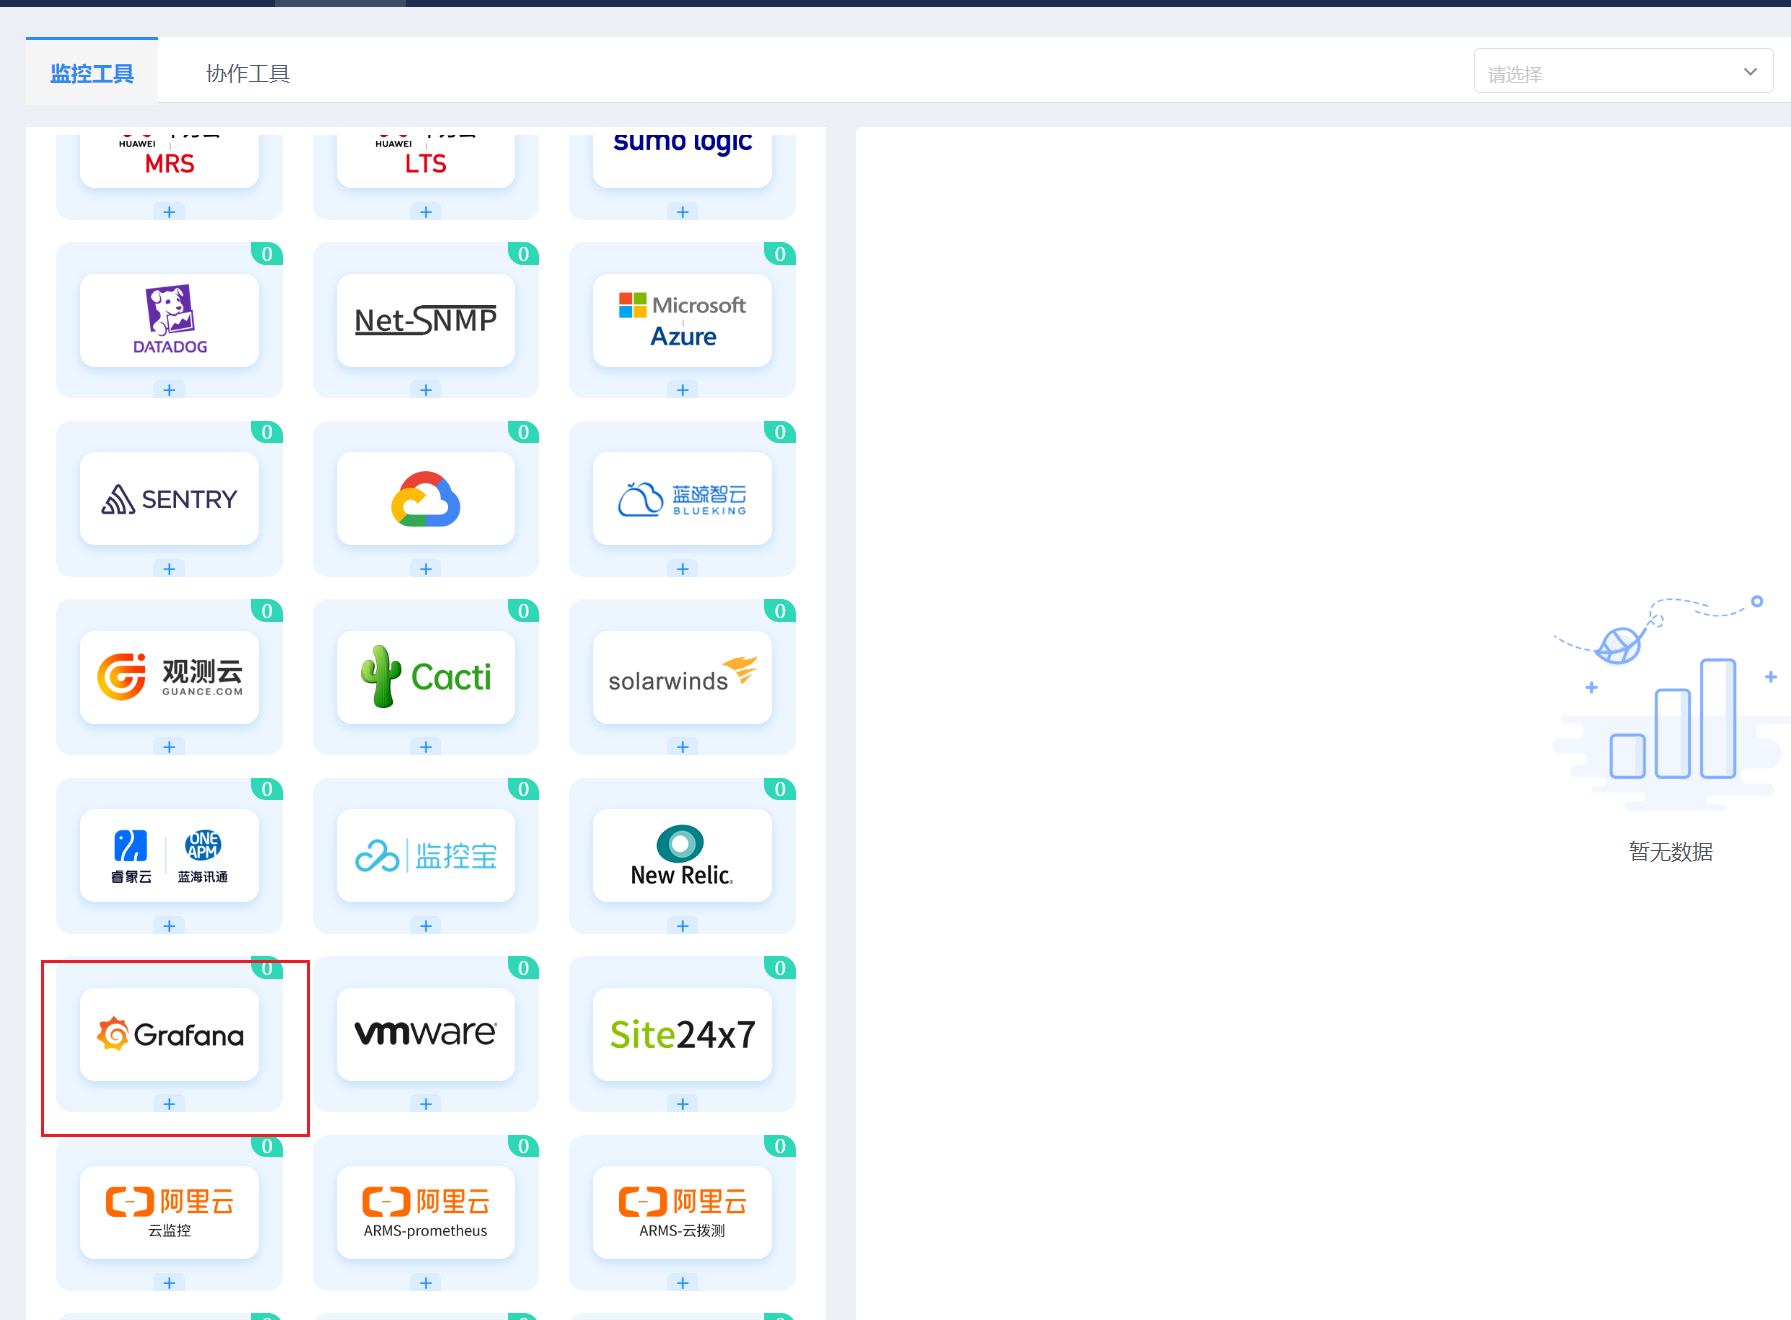 监控工具
协作工具
请选择
HUAWEI
MRS
+
HUAWEI
LTS
+
sumo logic
+
0
DATADOG
+
0
Net-SNMP
+
0
Microsoft
Azure
+
0
SENTRY
+
0
+
0
蓝鲸智云
BLUEKING
+
0
观测云
GUANCE.COM
+
0
Cacti
+
0
solarwinds
+
0
睿象云
ONE
APM
蓝海讯通
+
0
监控宝
+
0
New Relic.
+
0
Grafana
+
0
vmware
+
0
Site24x7
+
0
阿里云
云监控
+
0
阿里云
ARMS-prometheus
+
0
阿里云
ARMS-云拨测
+
暂无数据